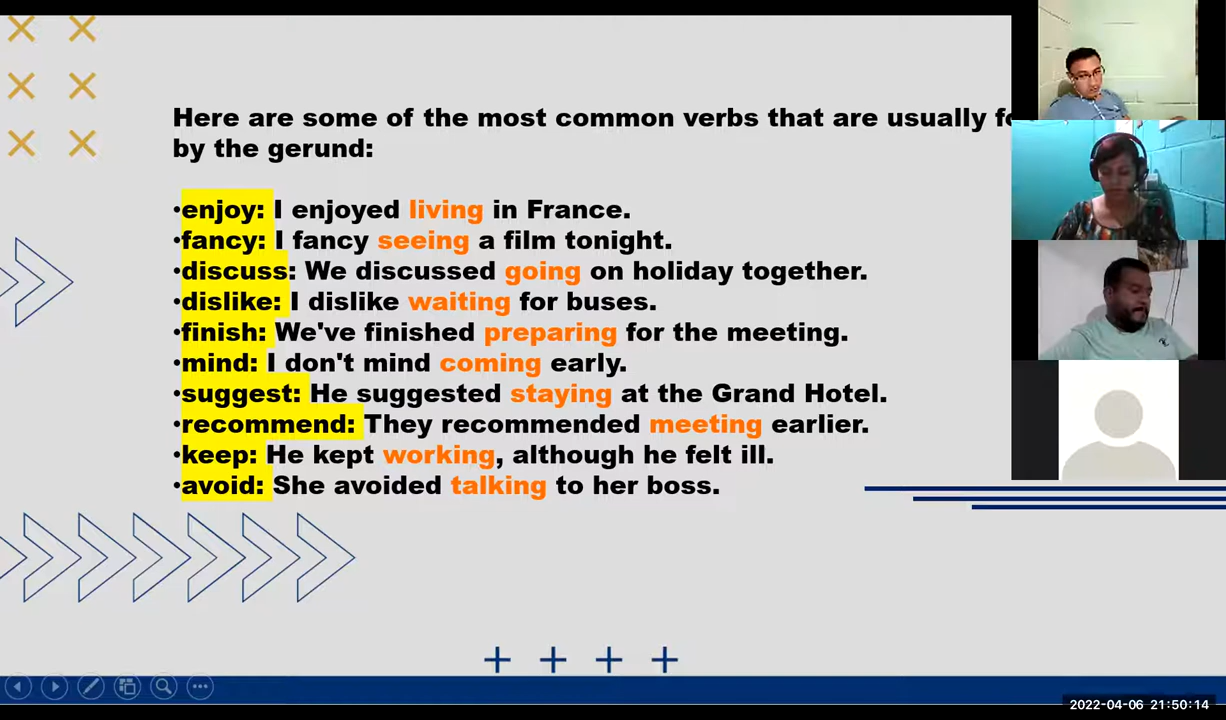 Here are some of the most common verbs that are usually
by the gerund:
•enjoy: I enjoyed living in France.
•fancy: I fancy seeing a film tonight.
•discuss: We discussed going on holiday together.
•dislike: I dislike waiting for buses.
•finish: We've finished preparing for the meeting.
•mind: I don't mind coming early.
•suggest: He suggested staying at the Grand Hotel.
•recommend: They recommended meeting earlier.
•keep: He kept working, although he felt ill.
•avoid: She avoided talking to her boss.
2022-04-06 21:50:14